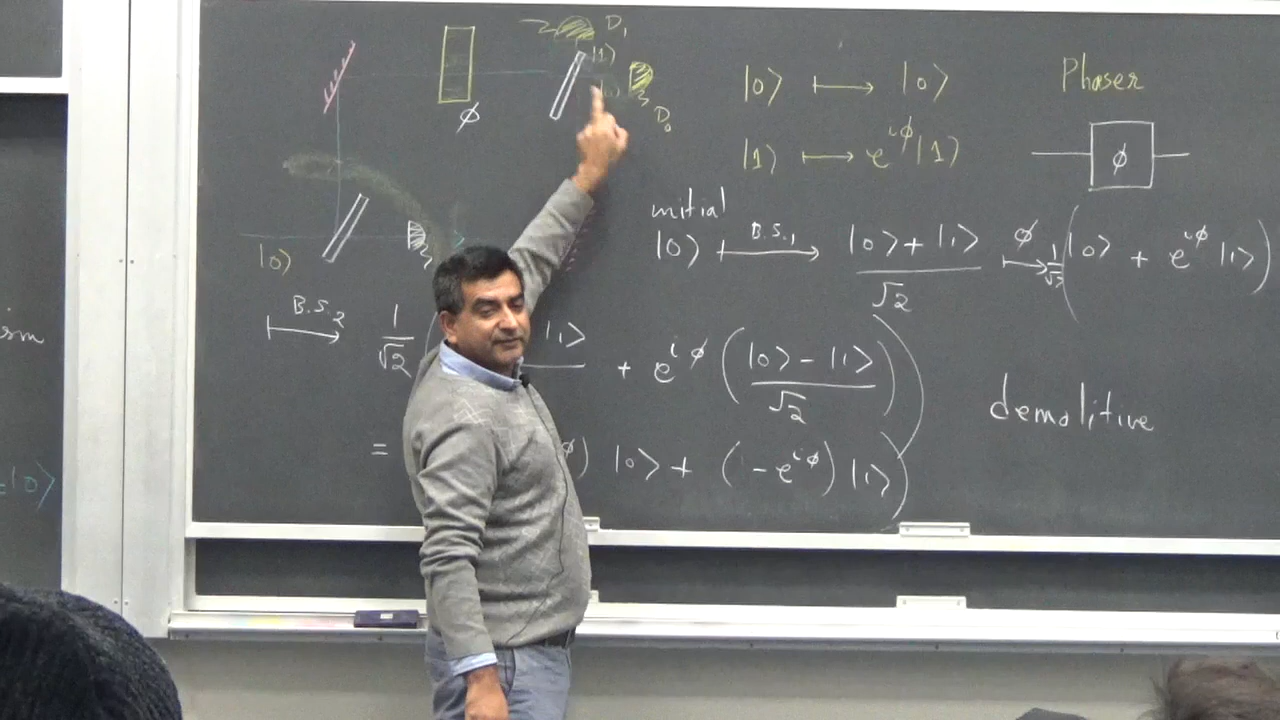 D₁
|1⟩
ϕ
D₀
|0⟩
|0⟩ ⟼ |0⟩
|1⟩ ⟼ e^{iϕ}|1⟩
Phaser
ϕ
initial
|0⟩ ⟼ B.S.₁ (|0⟩+|1⟩)/√2 ⟼ ϕ 1/√2 (|0⟩ + e^{iϕ}|1⟩)
⟼ B.S.₂ 1/√2 ( |1⟩ + e^{iϕ} ((|0⟩-|1⟩)/√2))
demolitive
= ϕ) |0⟩+ ( -e^{iϕ}) |1⟩)
ism
=|0⟩